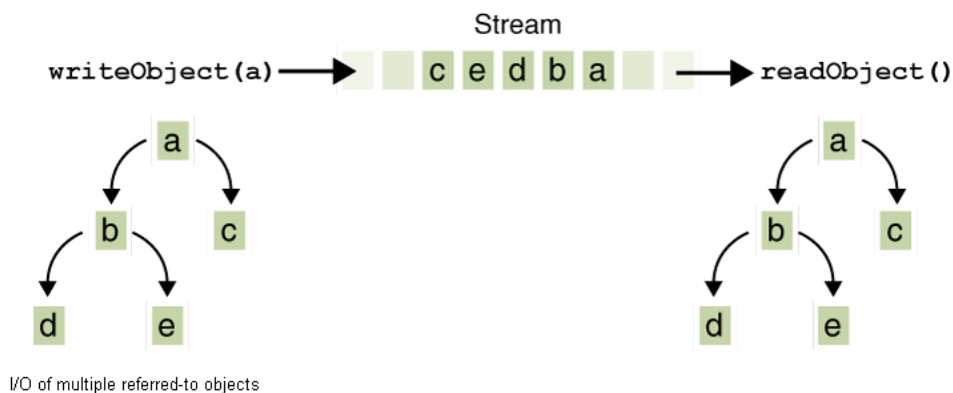 Stream
writeObject(a) c e d b a readObject()
a a
b c b c
d e d e
I/O of multiple referred-to objects